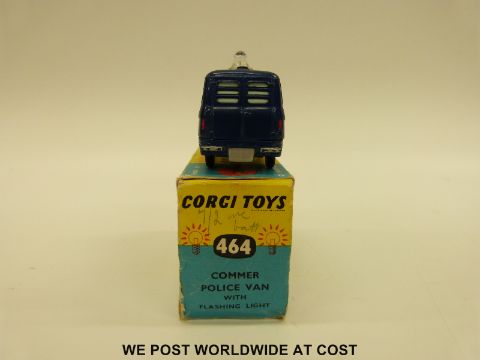 CORGI TOYS
464
COMMER
POLICE VAN
WITH
FLASHING LIGHT
WE POST WORLDWIDE AT COST